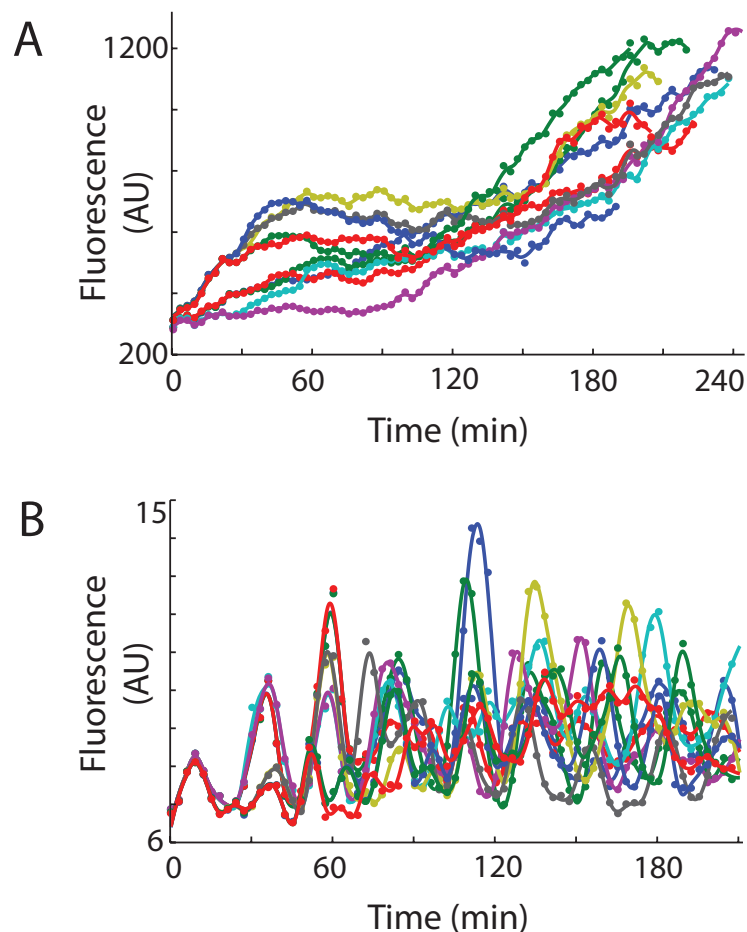 A
1200
Fluorescence
(AU)
200
0 60 120 180 240
Time (min)
B
15
Fluorescence
(AU)
6
0 60 120 180
Time (min)